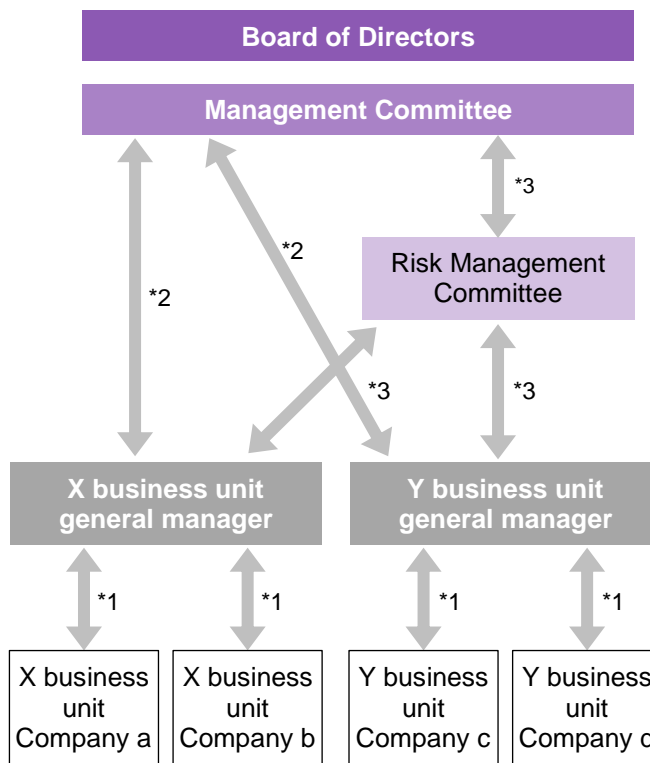 Board of Directors
Management Committee
*3
*2
Risk Management
Committee
*2
*3
*3
X business unit
general manager
Y business unit
general manager
*1
*1
*1
*1
X business
unit
Company a
X business
unit
Company b
Y business
unit
Company c
Y business
unit
Company d